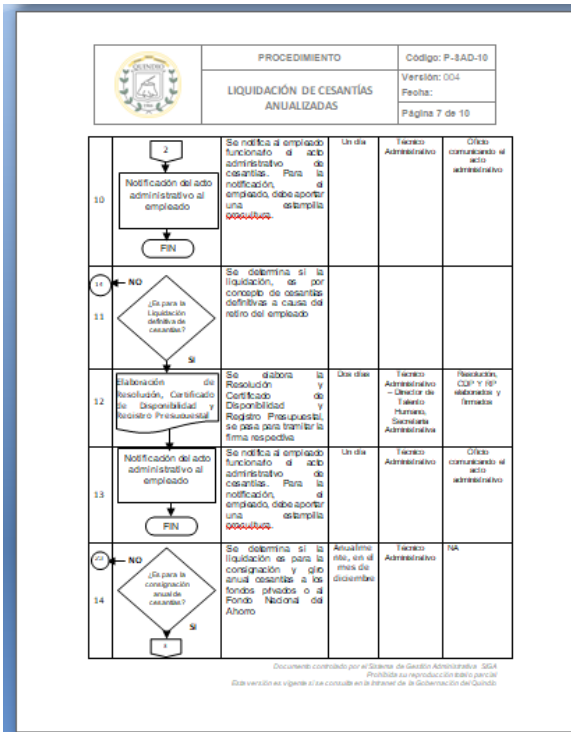 QUINDIO
PROCEDIMIENTO
Código: P-SAD-10
LIQUIDACIÓN DE CESANTÍAS
ANUALIZADAS
Versión: 004
Fecha:
Página 7 de 10
10
2
Notificación del acto
administrativo al
empleado
FIN
Se notifica al empleado
funcionario el acto
administrativo de
cesantías. Para la
notificación, el
empleado, debe aportar
una estampilla
procultura.
Un día
Técnico
Administrativo
Oficio
comunicando el
acto
administrativo
NO
11
¿Es para la
Liquidación
definitiva de
cesantías?
SI
Se determina si la
liquidación, es por
concepto de cesantías
definitivas a causa del
retiro del empleado
12
Elaboración de
Resolución, Certificado
de Disponibilidad y
Registro Presupuestal
Se elabora la
Resolución y
Certificado de
Disponibilidad y
Registro Presupuestal,
se pasa para tramitar la
firma respectiva
Dos días
Técnico
Administrativo
– Director de
Talento
Humano,
Secretaria
Administrativa
Resolución,
CDP Y RP
elaborados y
firmados
13
Notificación del acto
administrativo al
empleado
FIN
Se notifica al empleado
funcionario el acto
administrativo de
cesantías. Para la
notificación, el
empleado, debe aportar
una estampilla
procultura.
Un día
Técnico
Administrativo
Oficio
comunicando el
acto
administrativo
NO
14
¿Es para la
consignación
anual de
cesantías?
SI
Se determina si la
liquidación es para la
consignación y giro
anual cesantías a los
fondos privados o al
Fondo Nacional del
Ahorro
Anualme
nte, en el
mes de
diciembre
Técnico
Administrativo
NA
Documento controlado por el Sistema de Gestión Administrativa SIGA
Prohibida su reproducción total o parcial
Esta versión es vigente si se consulta en la Intranet de la Gobernación del Quindío.